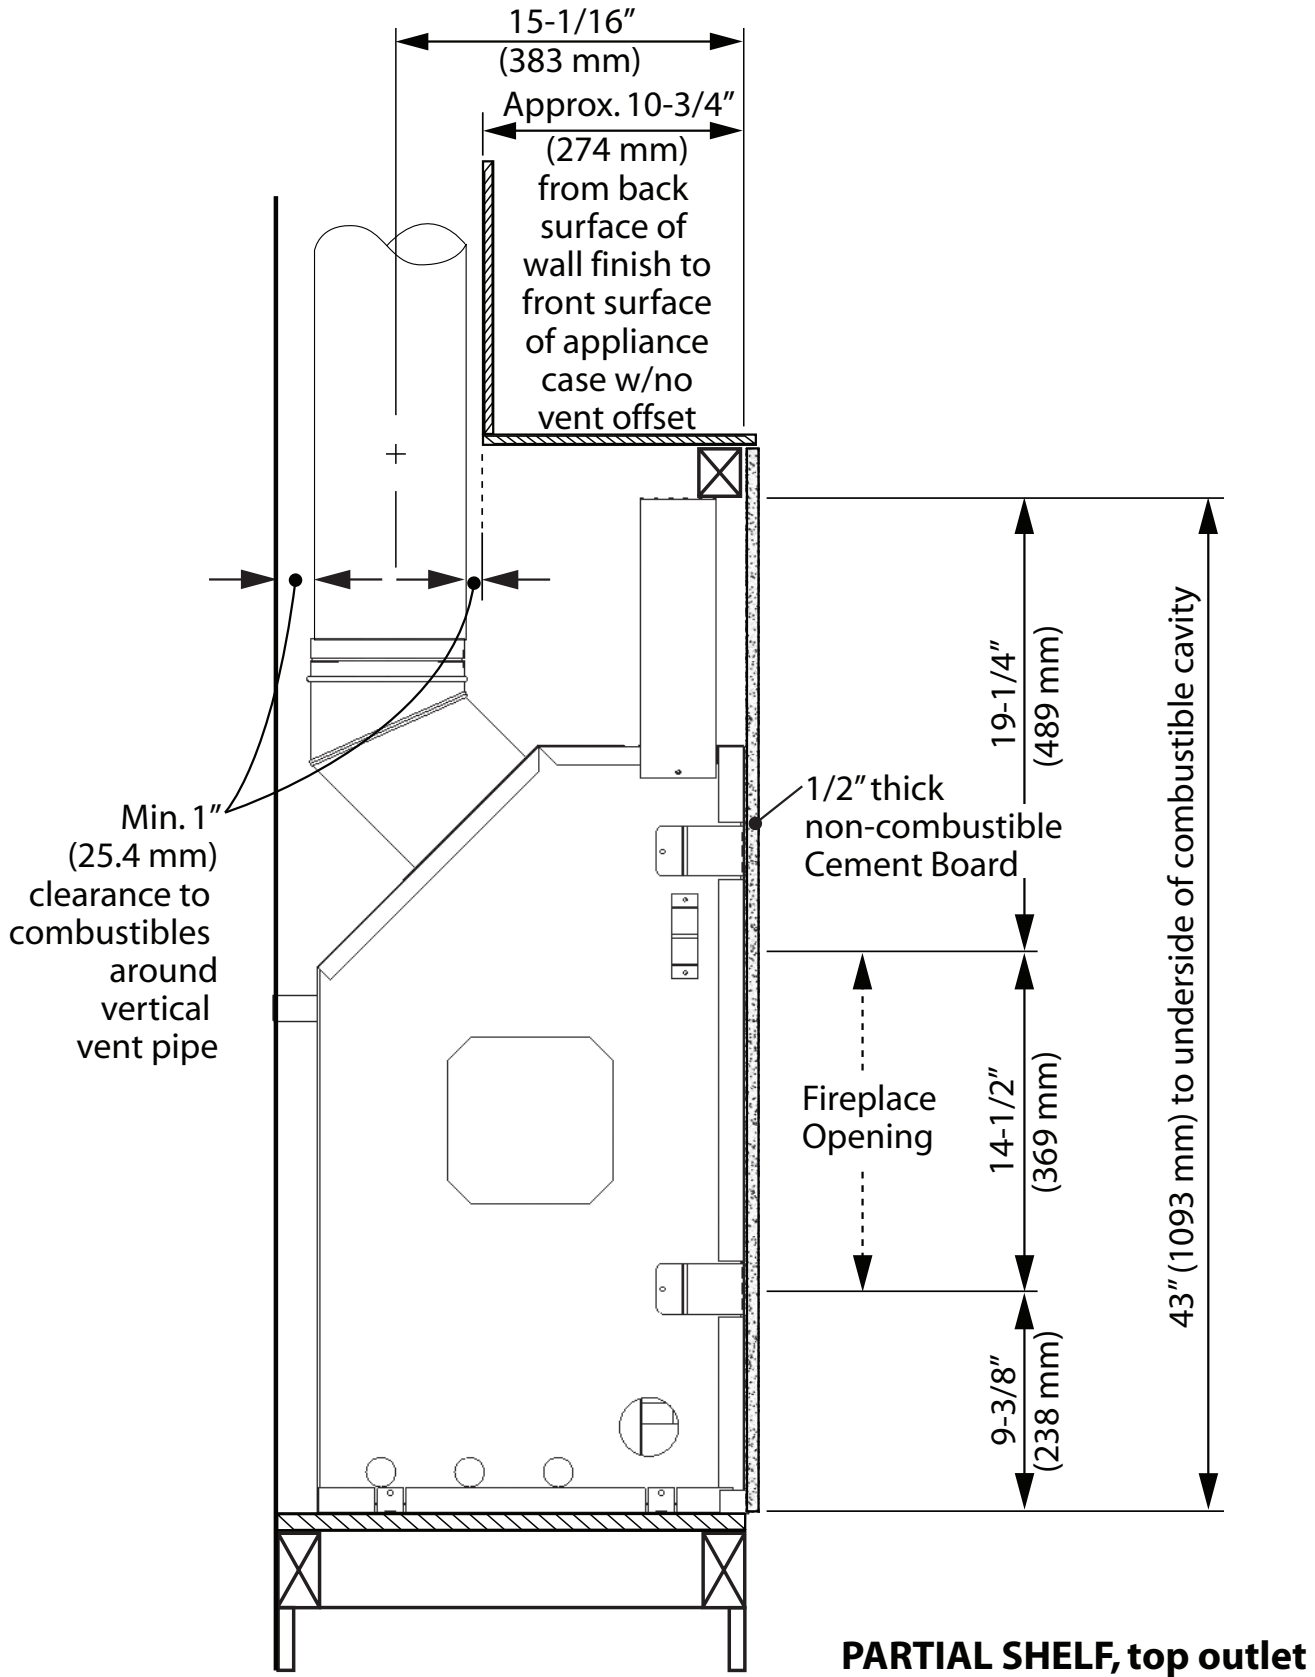 15-1/16”
(383 mm)
Approx. 10-3/4”
(274 mm)
from back
surface of
wall finish to
front surface
of appliance
case w/no
vent offset
Min. 1”
(25.4 mm)
clearance to
combustibles
around
vertical
vent pipe
1/2” thick
non-combustible
Cement Board
19-1/4”
(489 mm)
Fireplace
Opening
14-1/2”
(369 mm)
9-3/8”
(238 mm)
43” (1093 mm) to underside of combustible cavity
PARTIAL SHELF, top outlet